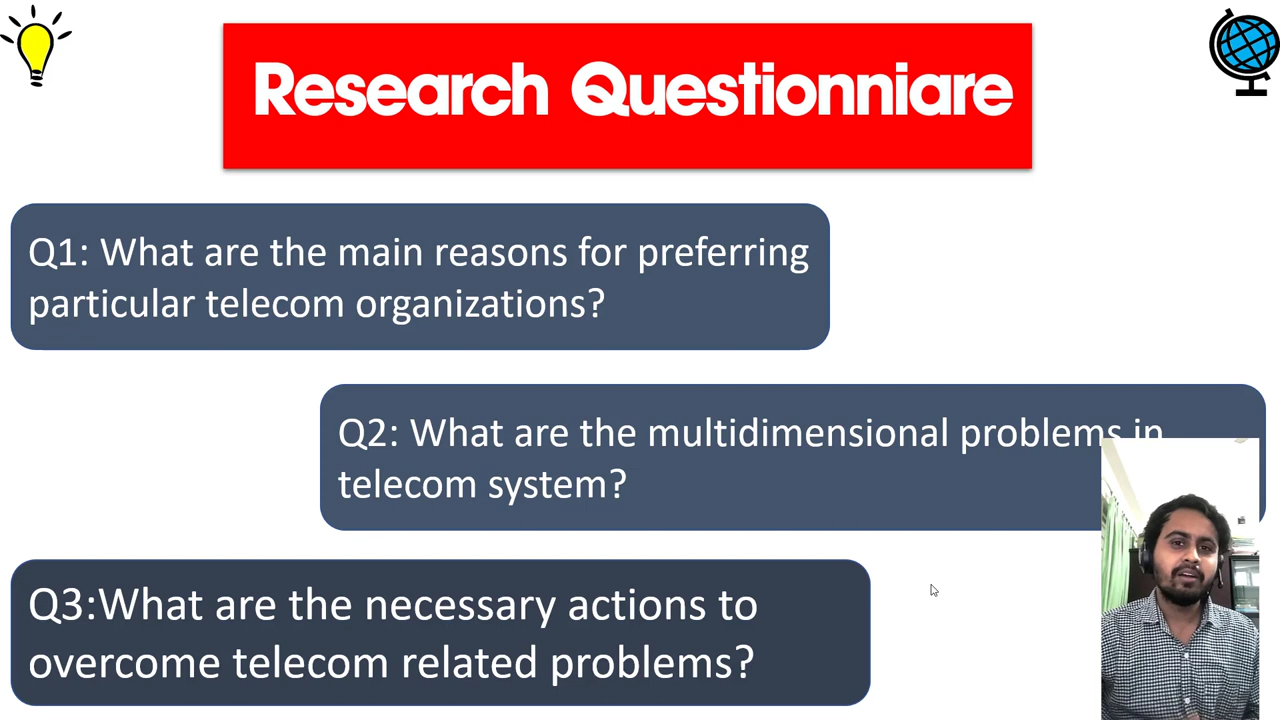 Research Questionniare
Q1: What are the main reasons for preferring
particular telecom organizations?
Q2: What are the multidimensional problems in
telecom system?
Q3:What are the necessary actions to
overcome telecom related problems?